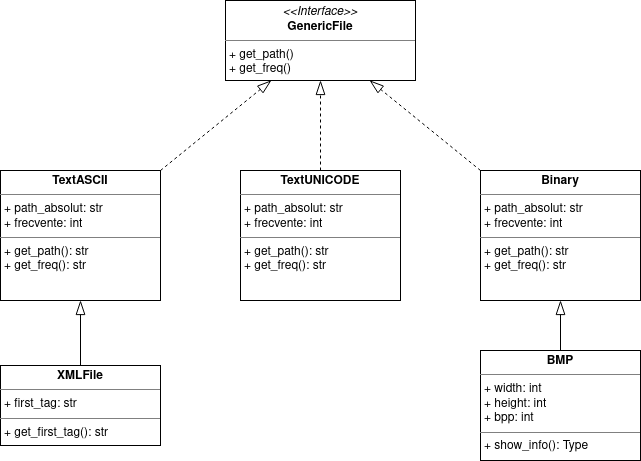 <<Interface>>
GenericFile
+ get_path()
+ get_freq()
TextASCII
+ path_absolut: str
+ frecvente: int
+ get_path(): str
+ get_freq(): str
TextUNICODE
+ path_absolut: str
+ frecvente: int
+ get_path(): str
+ get_freq(): str
Binary
+ path_absolut: str
+ frecvente: int
+ get_path(): str
+ get_freq(): str
XMLFile
+ first_tag: str
+ get_first_tag(): str
BMP
+ width: int
+ height: int
+ bpp: int
+ show_info(): Type